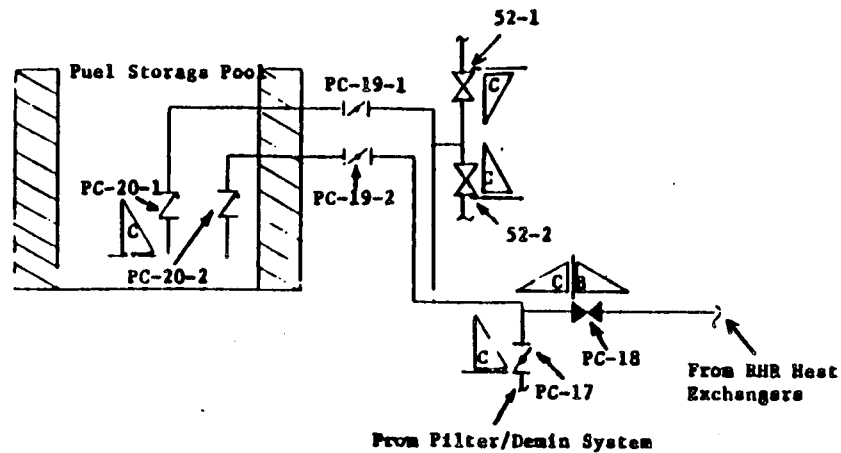 52-1
Puel Storage Pool
PC-19-1
C
C
PC-20-1
PC-19-2
C
52-2
PC-20-2
C B
C
PC-18
PC-17
From RHR Heat
Exchangers
From Pilter/Demin System